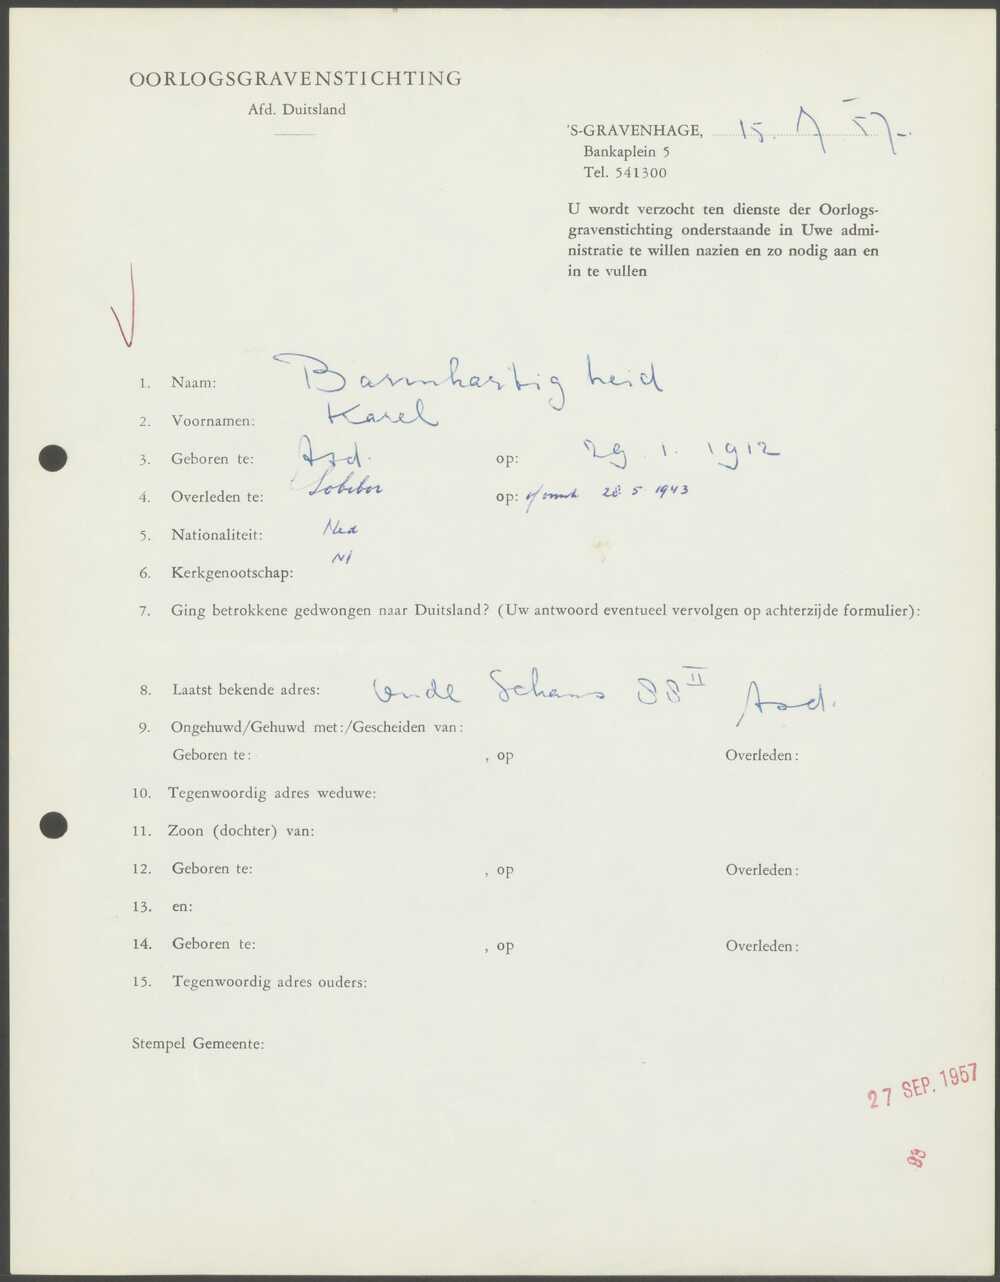 OORLOGSGRAVENSTICHTING
Afd. Duitsland
'S-GRAVENHAGE, 15. 57-.
Bankaplein 5
Tel. 541300
U wordt verzocht ten dienste der Oorlogs-
gravenstichting onderstaande in Uwe admi-
nistratie te willen nazien en zo nodig aan en
in te vullen
1. Naam: Barmhartigheid
2. Voornamen: Karel
3. Geboren te: Asd. op: 29.1.1912
4. Overleden te: Sobibor op: 28.5.1943
5. Nationaliteit: Ned
6. Kerkgenootschap: NI
7. Ging betrokkene gedwongen naar Duitsland? (Uw antwoord eventueel vervolgen op achterzijde formulier):
8. Laatst bekende adres: Oude Schans 88 II Asd.
9. Ongehuwd/Gehuwd met:/Gescheiden van:
Geboren te: , op Overleden:
10. Tegenwoordig adres weduwe:
11. Zoon (dochter) van:
12. Geboren te: , op Overleden:
13. en:
14. Geboren te: , op Overleden:
15. Tegenwoordig adres ouders:
Stempel Gemeente:
27 SEP. 1957